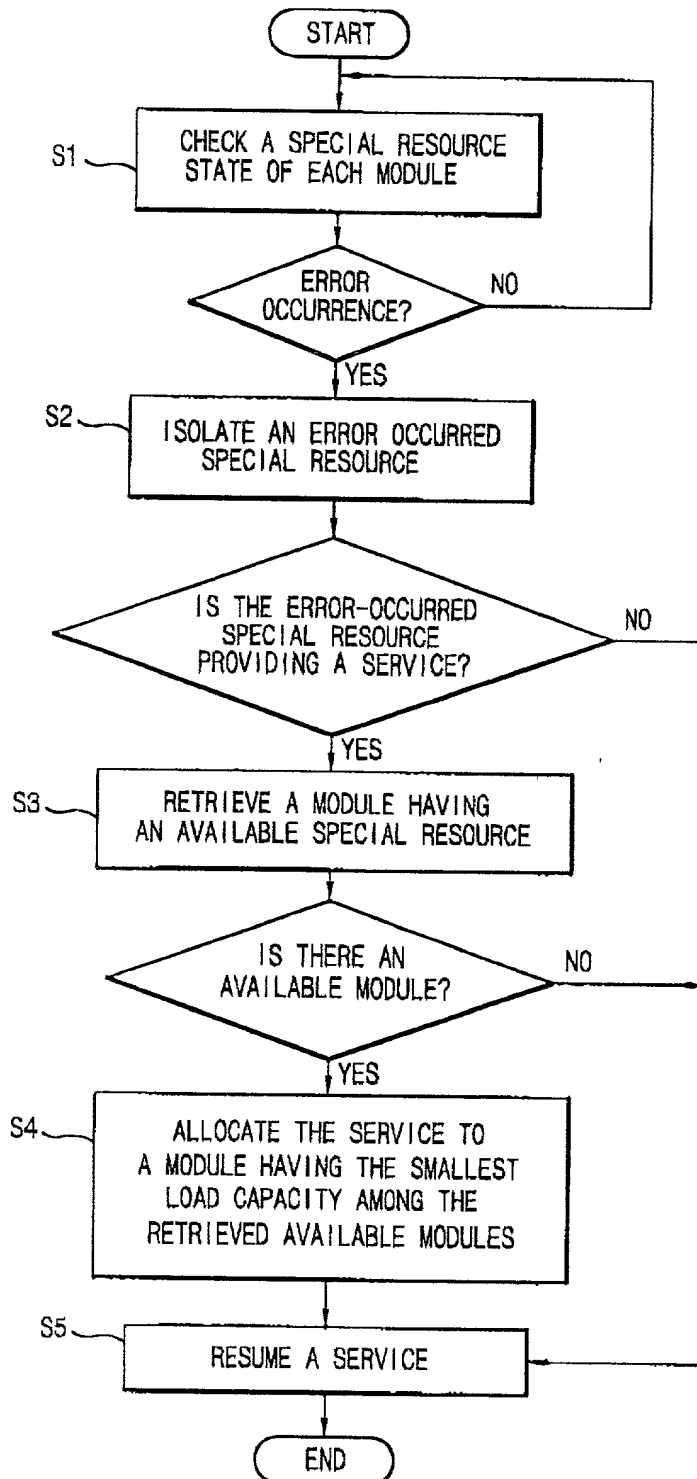 START
S1
CHECK A SPECIAL RESOURCE
STATE OF EACH MODULE
ERROR
OCCURRENCE?
NO
YES
S2
ISOLATE AN ERROR OCCURRED
SPECIAL RESOURCE
IS THE ERROR-OCCURRED
SPECIAL RESOURCE
PROVIDING A SERVICE?
NO
YES
S3
RETRIEVE A MODULE HAVING
AN AVAILABLE SPECIAL RESOURCE
IS THERE AN
AVAILABLE MODULE?
NO
YES
S4
ALLOCATE THE SERVICE TO
A MODULE HAVING THE SMALLEST
LOAD CAPACITY AMONG THE
RETRIEVED AVAILABLE MODULES
S5
RESUME A SERVICE
END